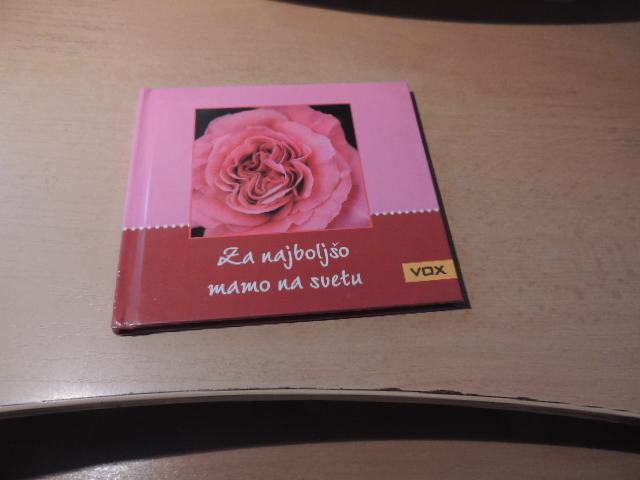 Za najboljšo
mamo na svetu
VOX